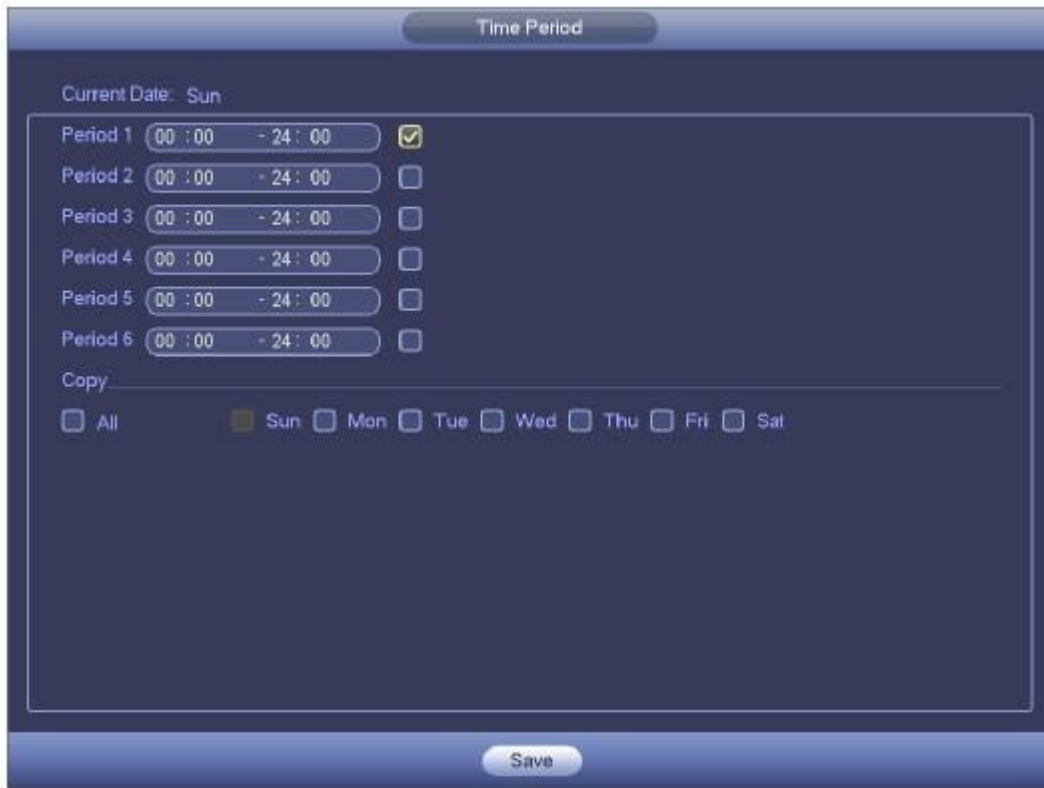 Time Period
Current Date: Sun
Period 1 00 :00 - 24 : 00
Period 2 00 :00 - 24 : 00
Period 3 00 :00 - 24 : 00
Period 4 00 :00 - 24 : 00
Period 5 00 :00 - 24 : 00
Period 6 00 :00 - 24 : 00
Copy
All Sun Mon Tue Wed Thu Fri Sat
Save